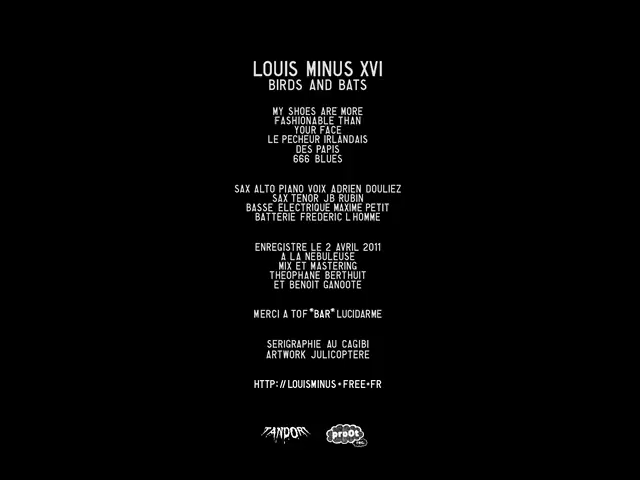 LOUIS MINUS XVI
BIRDS AND BATS
MY SHOES ARE MORE
FASHIONABLE THAN
YOUR FACE
LE PECHEUR IRLANDAIS
DES PAPIS
666 BLUES
SAX ALTO PIANO VOIX ADRIEN DOULIEZ
SAX TENOR JB RUBIN
BASSE ELECTRIQUE MAXIME PETIT
BATTERIE FREDERIC L HOMME
ENREGISTRE LE 2 AVRIL 2011
A LA NEBULEUSE
MIX ET MASTERING
THEOPHANE BERTHUIT
ET BENOIT GANOOTE
MERCI A TOF *BAR* LUCIDARME
SERIGRAPHIE AU CAGIBI
ARTWORK JULICOPTERE
HTTP://LOUISMINUS•FREE•FR
TANDORI
proOt
rec.